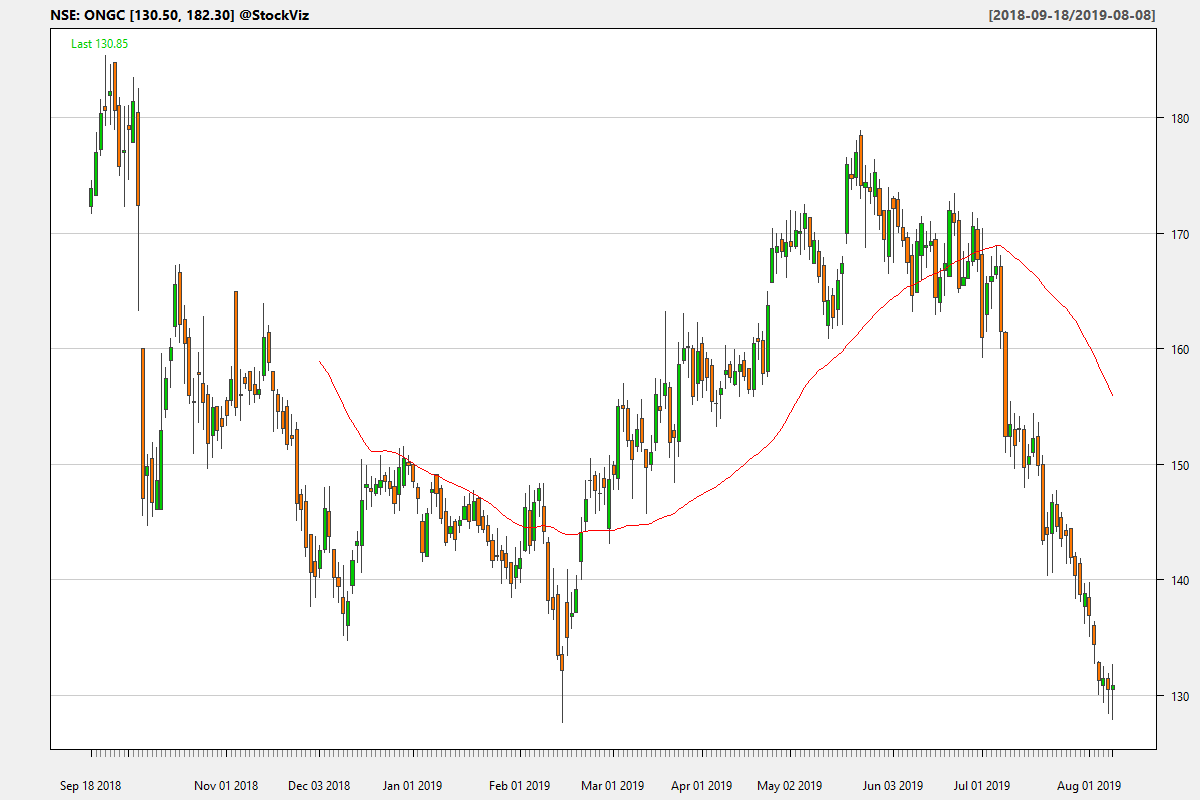 NSE: ONGC [130.50, 182.30] @StockViz [2018-09-18/2019-08-08]
Last 130.85
180
170
160
150
140
130
Sep 18 2018 Nov 01 2018 Dec 03 2018 Jan 01 2019 Feb 01 2019 Mar 01 2019 Apr 01 2019 May 02 2019 Jun 03 2019 Jul 01 2019 Aug 01 2019